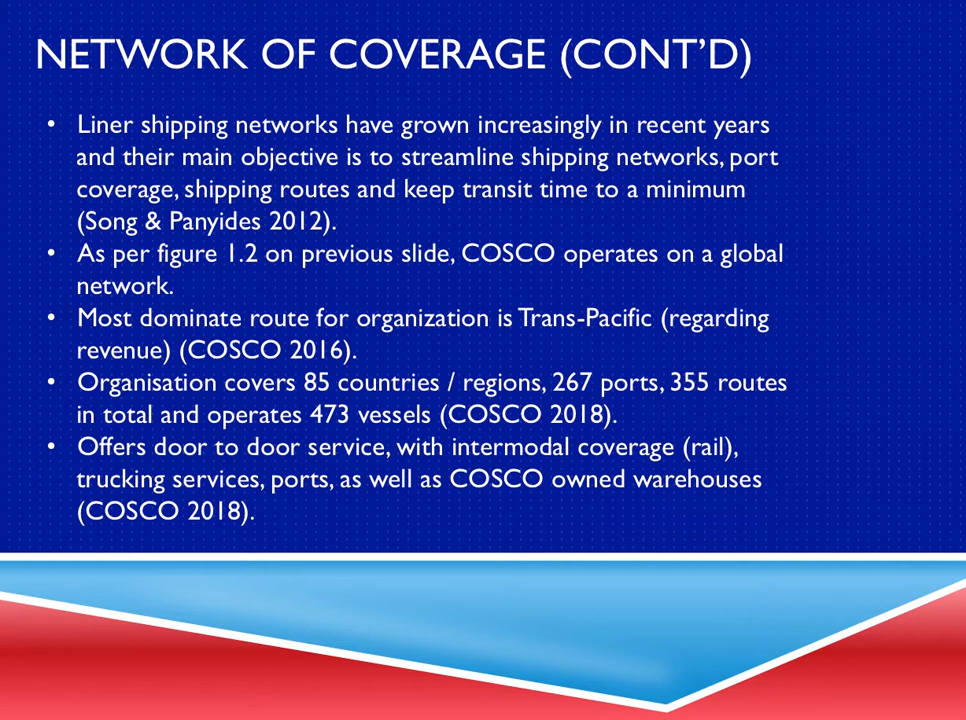 NETWORK OF COVERAGE (CONT'D)
• Liner shipping networks have grown increasingly in recent years
and their main objective is to streamline shipping networks, port
coverage, shipping routes and keep transit time to a minimum
(Song & Panyides 2012).
• As per figure 1.2 on previous slide, COSCO operates on a global
network.
• Most dominate route for organization is Trans-Pacific (regarding
revenue) (COSCO 2016).
• Organisation covers 85 countries / regions, 267 ports, 355 routes
in total and operates 473 vessels (COSCO 2018).
• Offers door to door service, with intermodal coverage (rail),
trucking services, ports, as well as COSCO owned warehouses
(COSCO 2018).